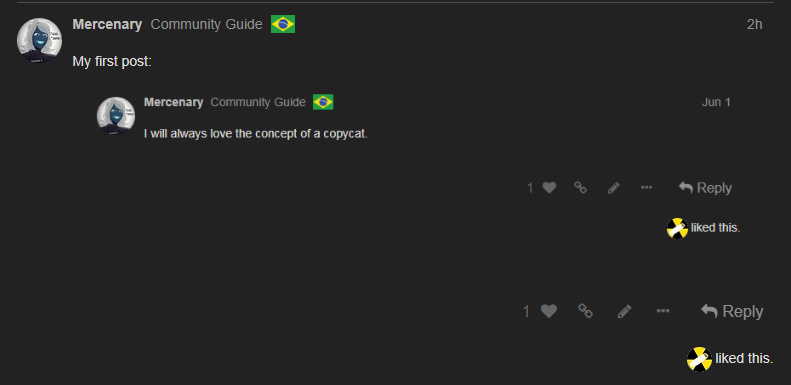 Mercenary Community Guide 2h
My first post:
Mercenary Community Guide Jun 1
I will always love the concept of a copycat.
1 Reply
liked this.
1 Reply
liked this.